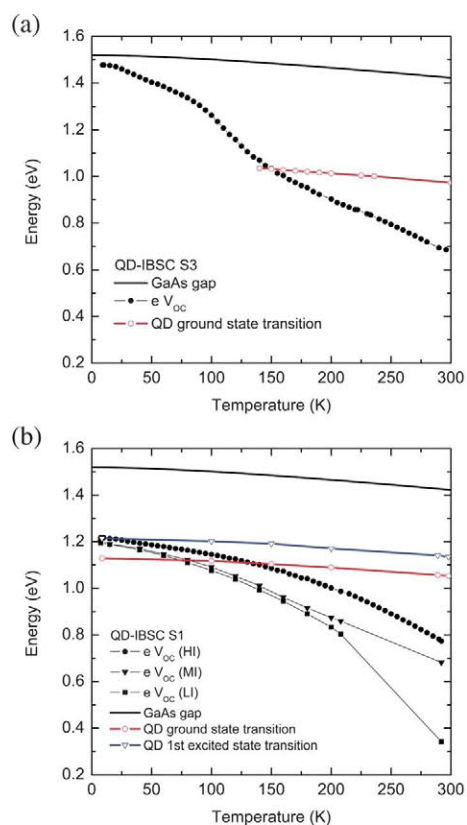 (a)
1.6
1.4
1.2
1.0
0.8
0.6
0.4
0.2
Energy (eV)
QD-IBSC S3
GaAs gap
e V_OC
QD ground state transition
0 50 100 150 200 250 300
Temperature (K)
(b)
1.6
1.4
1.2
1.0
0.8
0.6
0.4
0.2
Energy (eV)
QD-IBSC S1
e V_OC (HI)
e V_OC (MI)
e V_OC (LI)
GaAs gap
QD ground state transition
QD 1st excited state transition
0 50 100 150 200 250 300
Temperature (K)